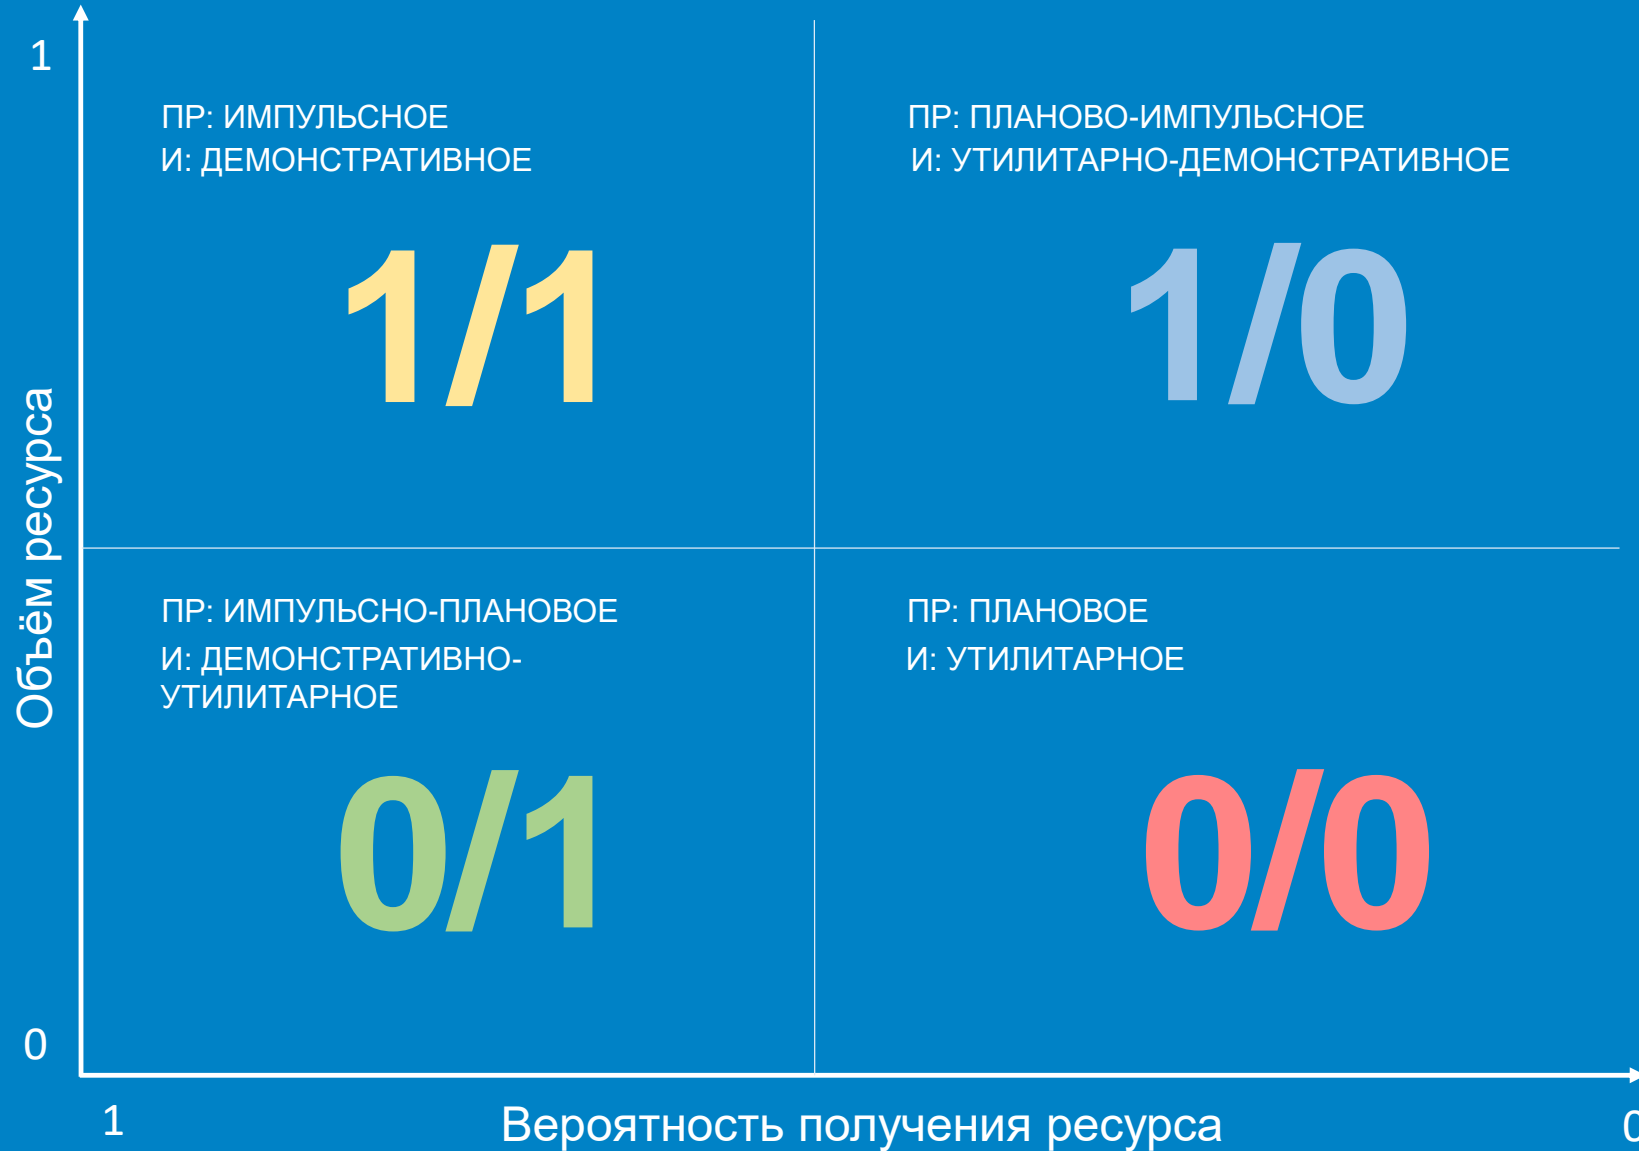 1
ПР: ИМПУЛЬСНОЕ
И: ДЕМОНСТРАТИВНОЕ
1/1
ПР: ПЛАНОВО-ИМПУЛЬСНОЕ
И: УТИЛИТАРНО-ДЕМОНСТРАТИВНОЕ
1/0
Объём ресурса
ПР: ИМПУЛЬСНО-ПЛАНОВОЕ
И: ДЕМОНСТРАТИВНО-
УТИЛИТАРНОЕ
0/1
ПР: ПЛАНОВОЕ
И: УТИЛИТАРНОЕ
0/0
0
1
Вероятность получения ресурса
0